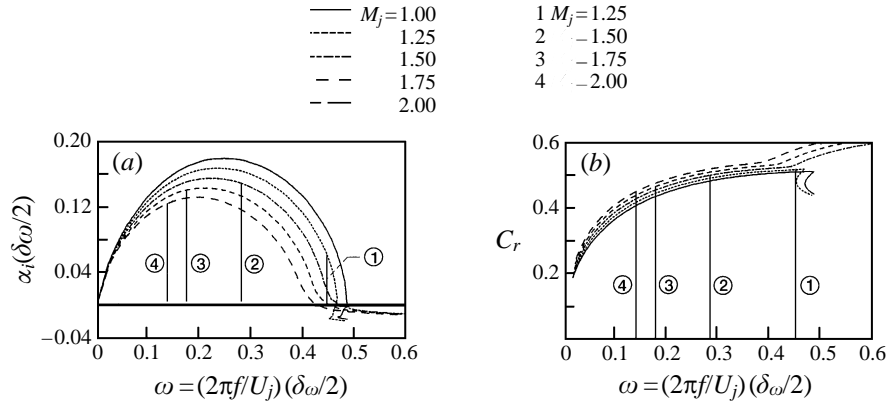 M_j = 1.00
1.25
1.50
1.75
2.00
1 M_j = 1.25
2 – 1.50
3 – 1.75
4 – 2.00
(a)
α_i(δω/2)
0.20
0.12
0.04
−0.04
④ ③ ② ①
0 0.1 0.2 0.3 0.4 0.5 0.6
ω = (2πf/U_j) (δ_ω/2)
(b)
C_r
0.6
0.4
0.2
④ ③ ② ①
0 0.1 0.2 0.3 0.4 0.5 0.6
ω = (2πf/U_j) (δ_ω/2)